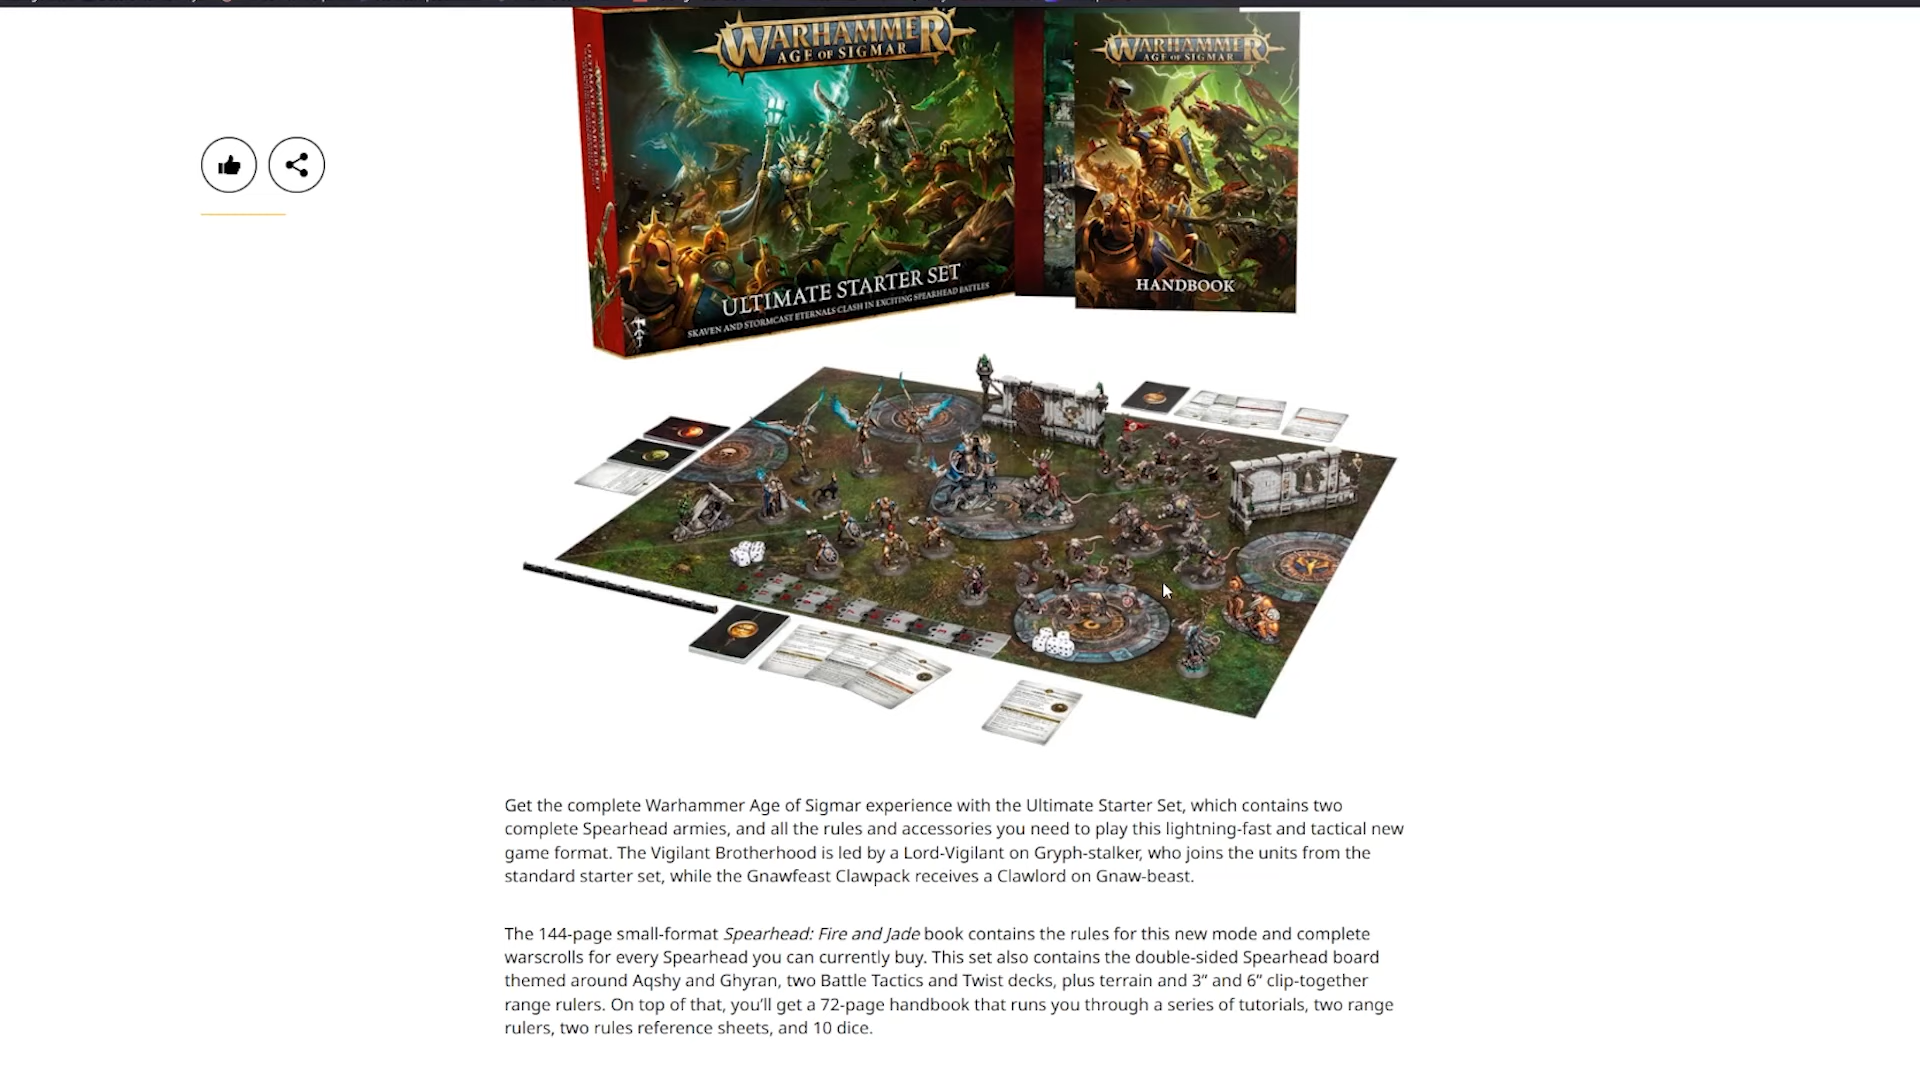 WARHAMMER
AGE OF SIGMAR
WARHAMMER
AGE OF SIGMAR
ULTIMATE STARTER SET
SKAVEN AND STORMCAST ETERNALS CLASH IN EXCITING SPEARHEAD BATTLES
HANDBOOK
Get the complete Warhammer Age of Sigmar experience with the Ultimate Starter Set, which contains two
complete Spearhead armies, and all the rules and accessories you need to play this lightning-fast and tactical new
game format. The Vigilant Brotherhood is led by a Lord-Vigilant on Gryph-stalker, who joins the units from the
standard starter set, while the Gnawfeast Clawpack receives a Clawlord on Gnaw-beast.
The 144-page small-format Spearhead: Fire and Jade book contains the rules for this new mode and complete
warscrolls for every Spearhead you can currently buy. This set also contains the double-sided Spearhead board
themed around Aqshy and Ghyran, two Battle Tactics and Twist decks, plus terrain and 3” and 6” clip-together
range rulers. On top of that, you’ll get a 72-page handbook that runs you through a series of tutorials, two range
rulers, two rules reference sheets, and 10 dice.